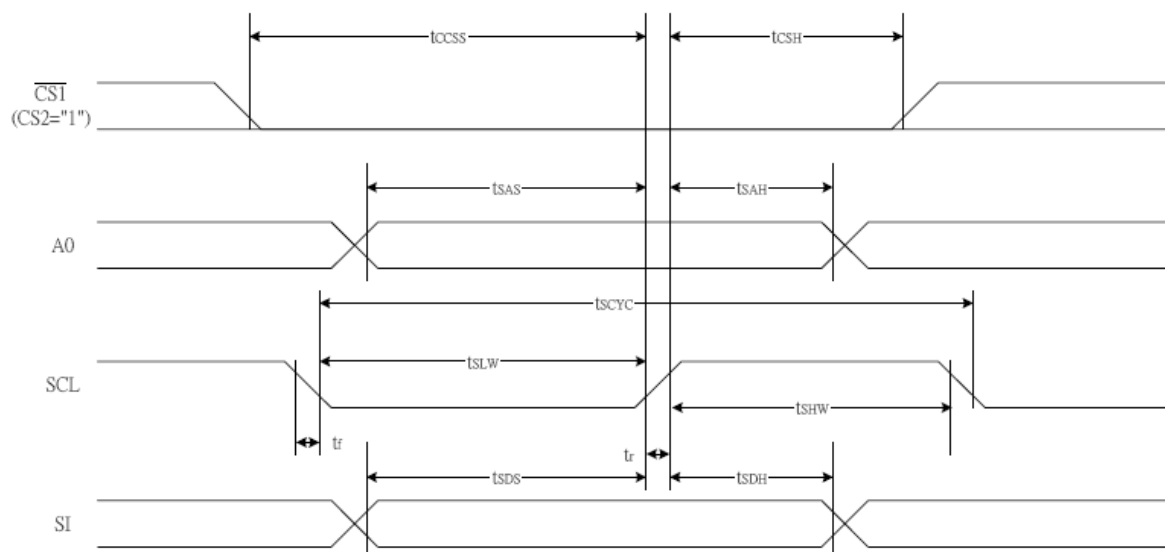 tCCSS tCSH
CS1
(CS2="1")
tSAS tSAH
A0
tSCYC
tSLW
SCL
tSHW
tf tr
tSDS tSDH
SI